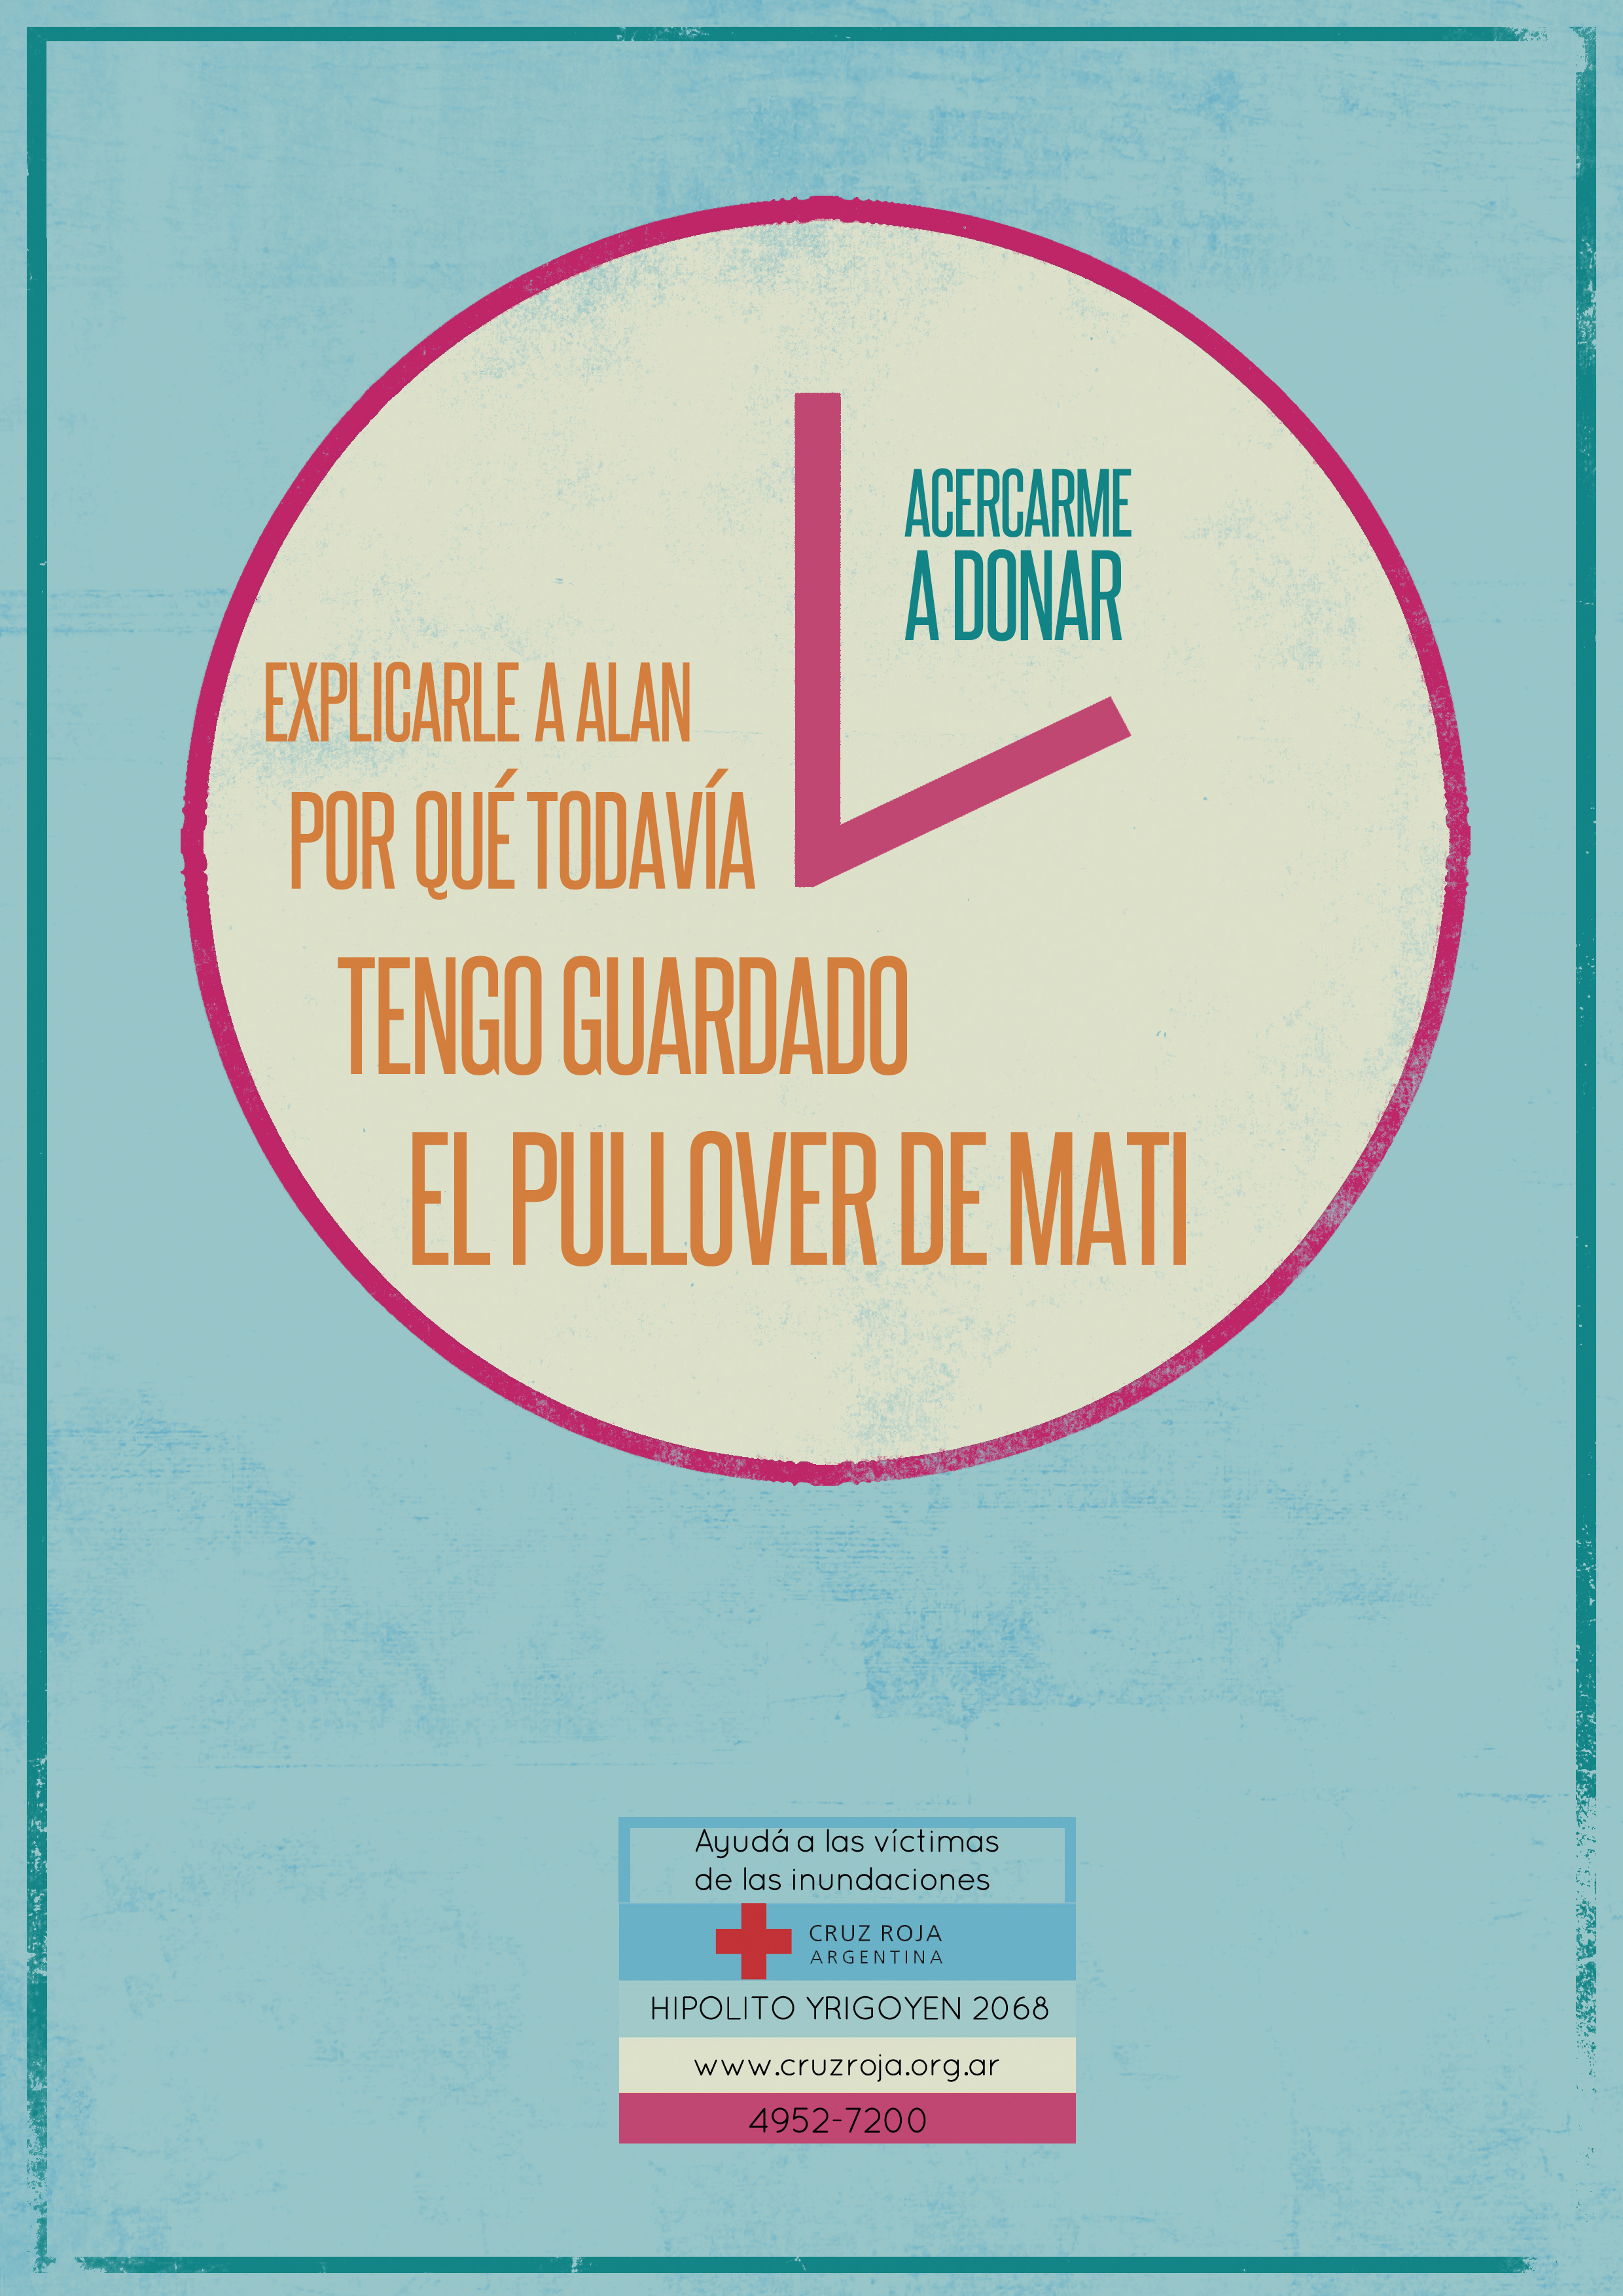 ACERCARME
A DONAR
EXPLICARLE A ALAN
POR QUÉ TODAVÍA
TENGO GUARDADO
EL PULLOVER DE MATI
Ayudá a las víctimas
de las inundaciones
CRUZ ROJA
ARGENTINA
HIPOLITO YRIGOYEN 2068
www.cruzroja.org.ar
4952-7200